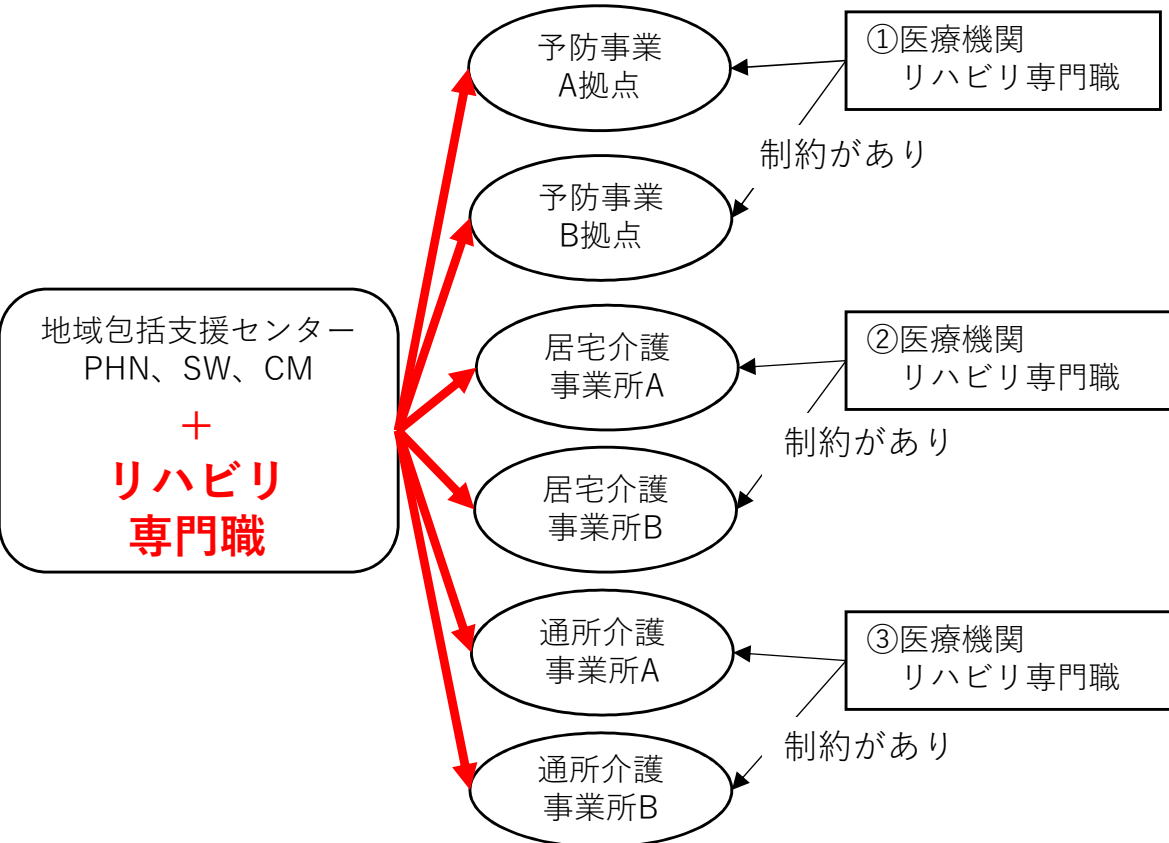 予防事業
A拠点
①医療機関
リハビリ専門職
制約があり
予防事業
B拠点
地域包括支援センター
PHN、SW、CM
＋
リハビリ
専門職
居宅介護
事業所A
②医療機関
リハビリ専門職
制約があり
居宅介護
事業所B
通所介護
事業所A
③医療機関
リハビリ専門職
制約があり
通所介護
事業所B